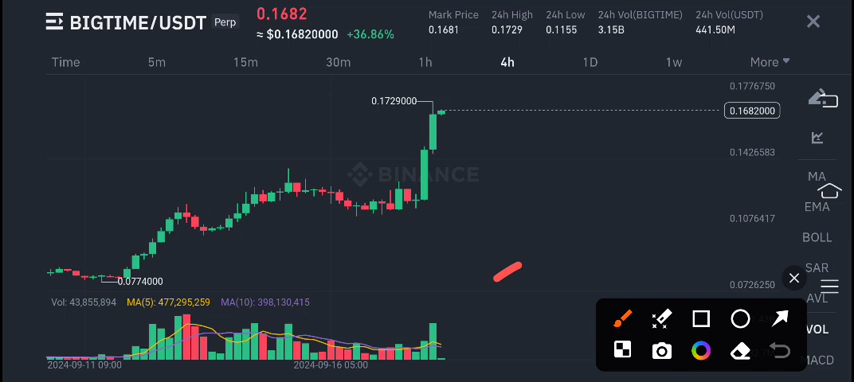 BIGTIME/USDT Perp
0.1682
≈ $0.16820000 +36.86%
Mark Price
0.1681
24h High
0.1729
24h Low
0.1155
24h Vol(BIGTIME)
3.15B
24h Vol(USDT)
441.50M
Time 5m 15m 30m 1h 4h 1D 1w More
0.1776750
0.1729000
0.1682000
0.1426583
BINANCE
MA
EMA
0.1076417
BOLL
SAR
0.0774000
0.0726250
AVL
Vol: 43,855,894 MA(5): 477,295,259 MA(10): 398,130,415
VOL
MACD
2024-09-11 09:00 2024-09-16 05:00